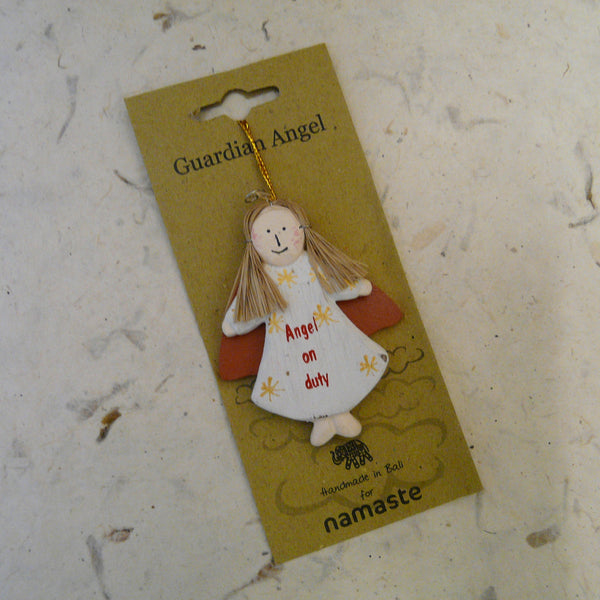 Guardian Angel
Angel
on
duty
Handmade in Bali
for
namaste